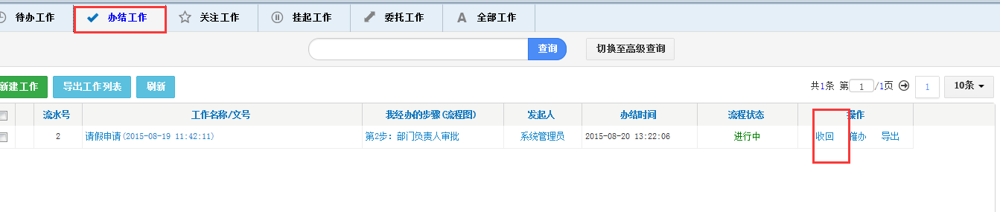 待办工作 办结工作 关注工作 挂起工作 委托工作 A 全部工作
查询 切换至高级查询
新建工作 导出工作列表 刷新 共1条 第 1 /1页 1 10条
流水号 工作名称/文号 我经办的步骤(流程图) 发起人 办结时间 流程状态 操作
2 请假申请(2015-08-19 11:42:11) 第2步: 部门负责人审批 系统管理员 2015-08-20 13:22:06 进行中 收回 催办 导出